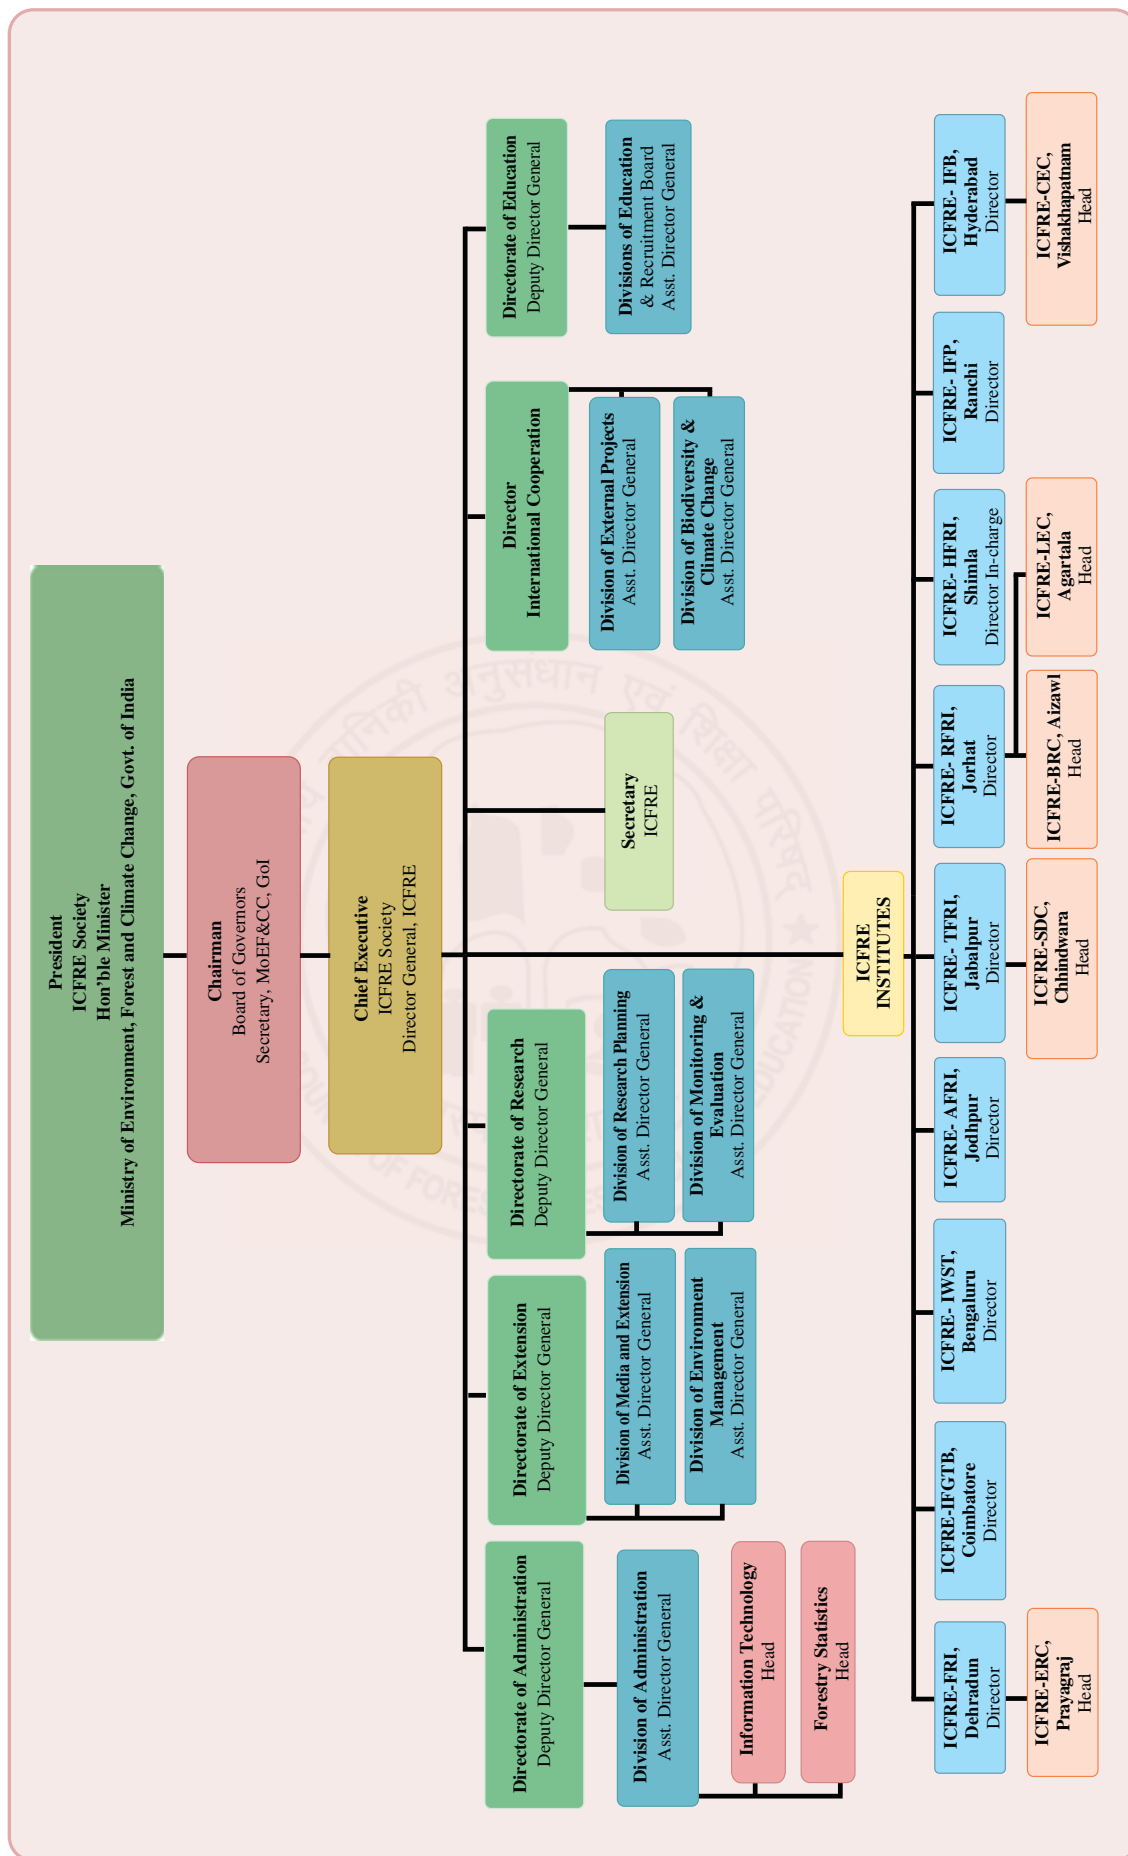 President
ICFRE Society
Hon'ble Minister
Ministry of Environment, Forest and Climate Change, Govt. of India
Chairman
Board of Governors
Secretary, MoEF&CC, GoI
Chief Executive
ICFRE Society
Director General, ICFRE
Directorate of Administration
Deputy Director General
Division of Administration
Asst. Director General
Information Technology
Head
Forestry Statistics
Head
Directorate of Extension
Deputy Director General
Division of Media and Extension
Asst. Director General
Division of Environment
Management
Asst. Director General
Directorate of Research
Deputy Director General
Division of Research Planning
Asst. Director General
Division of Monitoring &
Evaluation
Asst. Director General
Secretary
ICFRE
Director
International Cooperation
Division of External Projects
Asst. Director General
Division of Biodiversity &
Climate Change
Asst. Director General
Directorate of Education
Deputy Director General
Divisions of Education
& Recruitment Board
Asst. Director General
ICFRE
INSTITUTES
ICFRE-FRI,
Dehradun
Director
ICFRE-IFGTB,
Coimbatore
Director
ICFRE- IWST,
Bengaluru
Director
ICFRE- AFRI,
Jodhpur
Director
ICFRE- TFRI,
Jabalpur
Director
ICFRE- RFRI,
Jorhat
Director
ICFRE- HFRI,
Shimla
Director In-charge
ICFRE- IFP,
Ranchi
Director
ICFRE- IFB,
Hyderabad
Director
ICFRE-ERC,
Prayagraj
Head
ICFRE-SDC,
Chindwara
Head
ICFRE-BRC, Aizawl
Head
ICFRE-LEC,
Agartala
Head
ICFRE-CEC,
Vishakhapatnam
Head
अनुसंधान एवं शिक्षा परिषद
EDUCATION